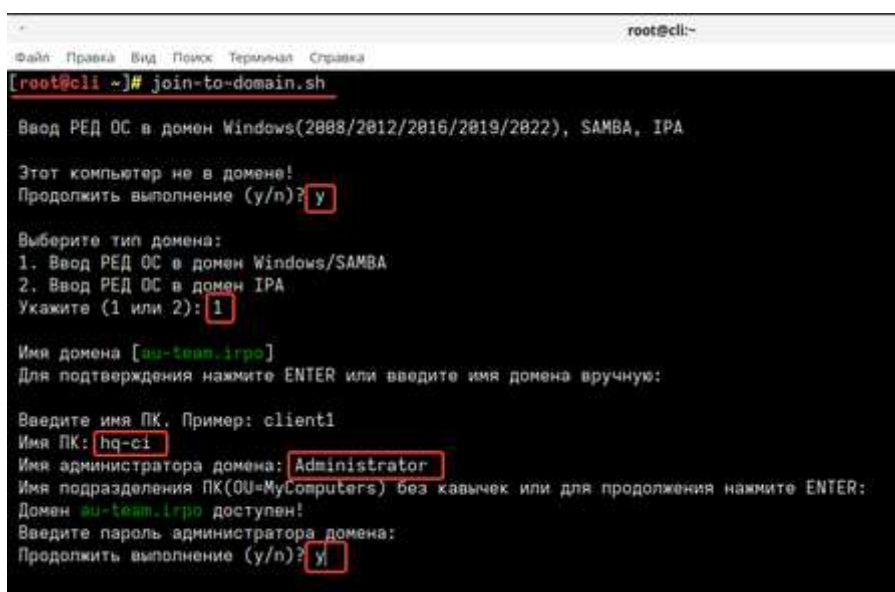 root@cli:~
Файл Правка Вид Поиск Терминал Справка
[root@cli ~]# join-to-domain.sh
Ввод РЕД ОС в домен Windows(2008/2012/2016/2019/2022), SAMBA, IPA
Этот компьютер не в домене!
Продолжить выполнение (y/n)? y
Выберите тип домена:
1. Ввод РЕД ОС в домен Windows/SAMBA
2. Ввод РЕД ОС в домен IPA
Укажите (1 или 2): 1
Имя домена [au-team.irpo]
Для подтверждения нажмите ENTER или введите имя домена вручную:
Введите имя ПК. Пример: client1
Имя ПК: hq-ci
Имя администратора домена: Administrator
Имя подразделения ПК(OU=MyComputers) без кавычек или для продолжения нажмите ENTER:
Домен au-team.irpo доступен!
Введите пароль администратора домена:
Продолжить выполнение (y/n)? y